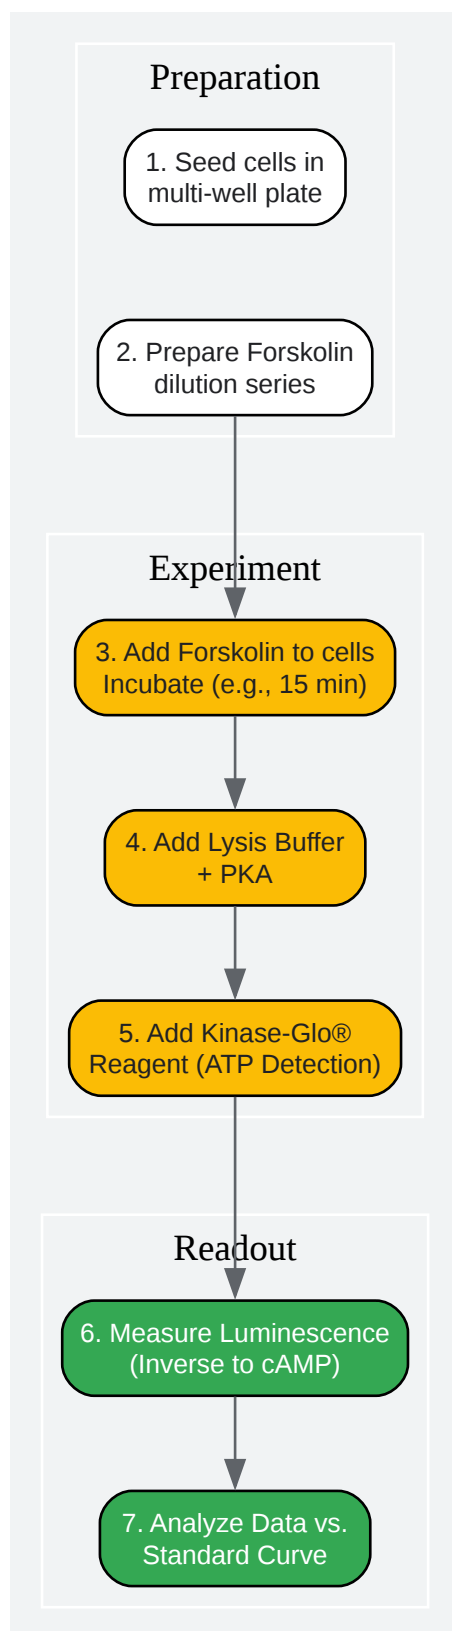 Preparation
1. Seed cells in
multi-well plate
2. Prepare Forskolin
dilution series
Experiment
3. Add Forskolin to cells
Incubate (e.g., 15 min)
4. Add Lysis Buffer
+ PKA
5. Add Kinase-Glo®
Reagent (ATP Detection)
Readout
6. Measure Luminescence
(Inverse to cAMP)
7. Analyze Data vs.
Standard Curve